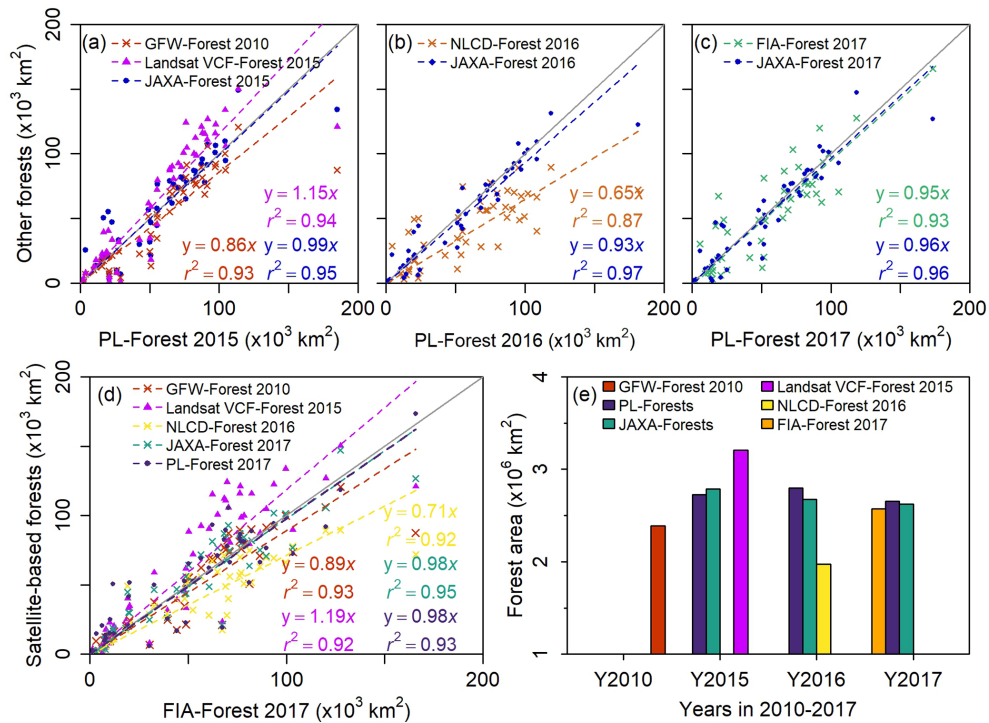 (a)
GFW-Forest 2010
Landsat VCF-Forest 2015
JAXA-Forest 2015
y = 1.15x
r² = 0.94
y = 0.86x
r² = 0.93
y = 0.99x
r² = 0.95
200
100
0
0 100 200
Other forests (x10³ km²)
PL-Forest 2015 (x10³ km²)
(b)
NLCD-Forest 2016
JAXA-Forest 2016
y = 0.65x
r² = 0.87
y = 0.93x
r² = 0.97
0 100 200
PL-Forest 2016 (x10³ km²)
(c)
FIA-Forest 2017
JAXA-Forest 2017
y = 0.95x
r² = 0.93
y = 0.96x
r² = 0.96
0 100 200
PL-Forest 2017 (x10³ km²)
(d)
GFW-Forest 2010
Landsat VCF-Forest 2015
NLCD-Forest 2016
JAXA-Forest 2017
PL-Forest 2017
y = 0.71x
r² = 0.92
y = 0.89x
r² = 0.93
y = 0.98x
r² = 0.95
y = 1.19x
r² = 0.92
y = 0.98x
r² = 0.93
200
100
0
0 100 200
Satellite-based forests (x10³ km²)
FIA-Forest 2017 (x10³ km²)
(e)
GFW-Forest 2010
PL-Forests
JAXA-Forests
Landsat VCF-Forest 2015
NLCD-Forest 2016
FIA-Forest 2017
4
3
2
1
Forest area (x10⁶ km²)
Y2010 Y2015 Y2016 Y2017
Years in 2010-2017